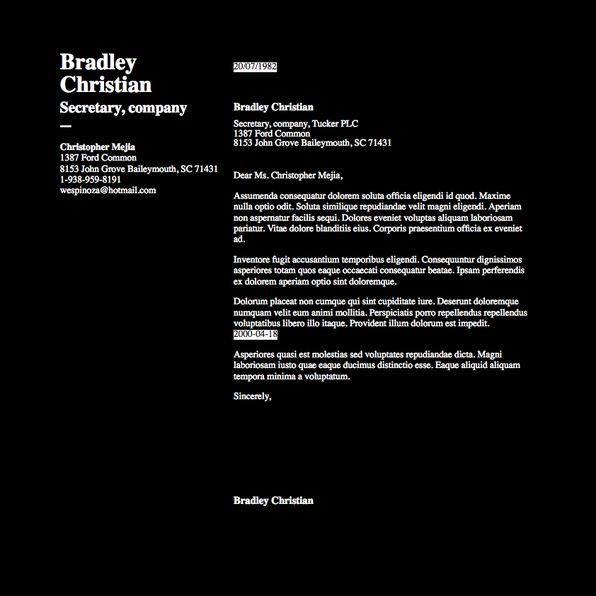 Bradley
Christian
Secretary, company
Christopher Mejia
1387 Ford Common
8153 John Grove Baileymouth, SC 71431
1-938-959-8191
wespinoza@hotmail.com
20/07/1982
Bradley Christian
Secretary, company, Tucker PLC
1387 Ford Common
8153 John Grove Baileymouth, SC 71431
Dear Ms. Christopher Mejia,
Assumenda consequatur dolorem soluta officia eligendi id quod. Maxime
nulla optio odit. Soluta similique repudiandae velit magni eligendi. Aperiam
non aspernatur facilis sequi. Dolores eveniet voluptas aliquam laboriosam
pariatur. Vitae dolore blanditiis eius. Corporis praesentium officia ex eveniet
ad.
Inventore fugit accusantium temporibus eligendi. Consequuntur dignissimos
asperiores totam quos eaque occaecati consequatur beatae. Ipsam perferendis
ex dolorem aperiam optio sint doloremque.
Dolorum placeat non cumque qui sint cupiditate iure. Deserunt doloremque
numquam velit eum animi mollitia. Perspiciatis porro repellendus repellendus
voluptatibus libero illo itaque. Provident illum dolorum est impedit.
2000-04-18
Asperiores quasi est molestias sed voluptates repudiandae dicta. Magni
laboriosam iusto quae eaque ducimus distinctio esse. Eaque aliquid aliquam
tempora minima a voluptatum.
Sincerely,
Bradley Christian